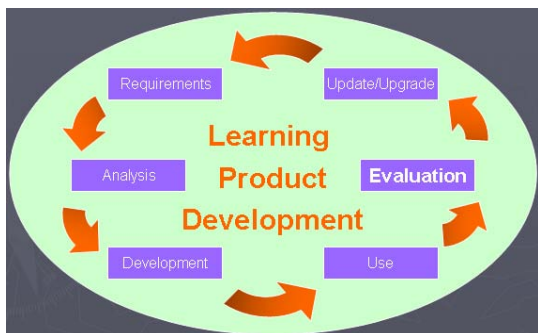 Requirements
Update/Upgrade
Learning
Analysis
Product
Evaluation
Development
Development
Use